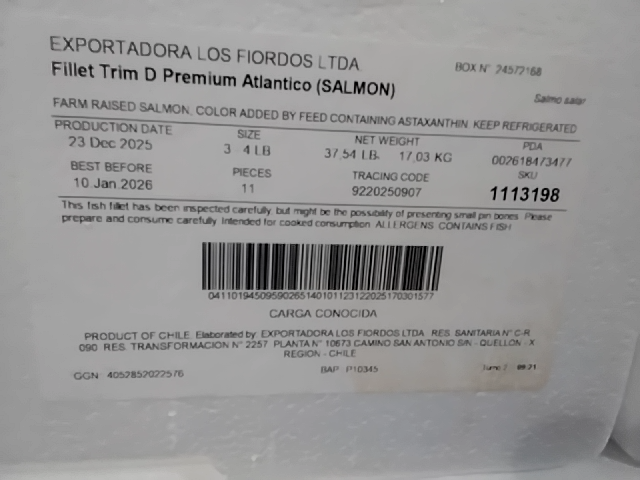 EXPORTADORA LOS FIORDOS LTDA
BOX N° 24572168
Fillet Trim D Premium Atlantico (SALMON)
Salmo salar
FARM RAISED SALMON, COLOR ADDED BY FEED CONTAINING ASTAXANTHIN. KEEP REFRIGERATED
PRODUCTION DATE SIZE NET WEIGHT PDA
23 Dec 2025 3 4 LB 37,54 LB. 17,03 KG 002618473477
BEST BEFORE PIECES TRACING CODE SKU
10 Jan 2026 11 9220250907 1113198
This fish fillet has been inspected carefully, but might be the possibility of presenting small pin bones. Please
prepare and consume carefully. Intended for cooked consumption. ALLERGENS: CONTAINS FISH
04110194509590265140101123122025170301577
CARGA CONOCIDA
PRODUCT OF CHILE. Elaborated by: EXPORTADORA LOS FIORDOS LTDA. RES. SANITARIA N° C-R
090 RES. TRANSFORMACION N° 2257 PLANTA N° 10673 CAMINO SAN ANTONIO S/N - QUELLON - X
REGION - CHILE
GGN: 4052852022576 BAP: P10345 09:21